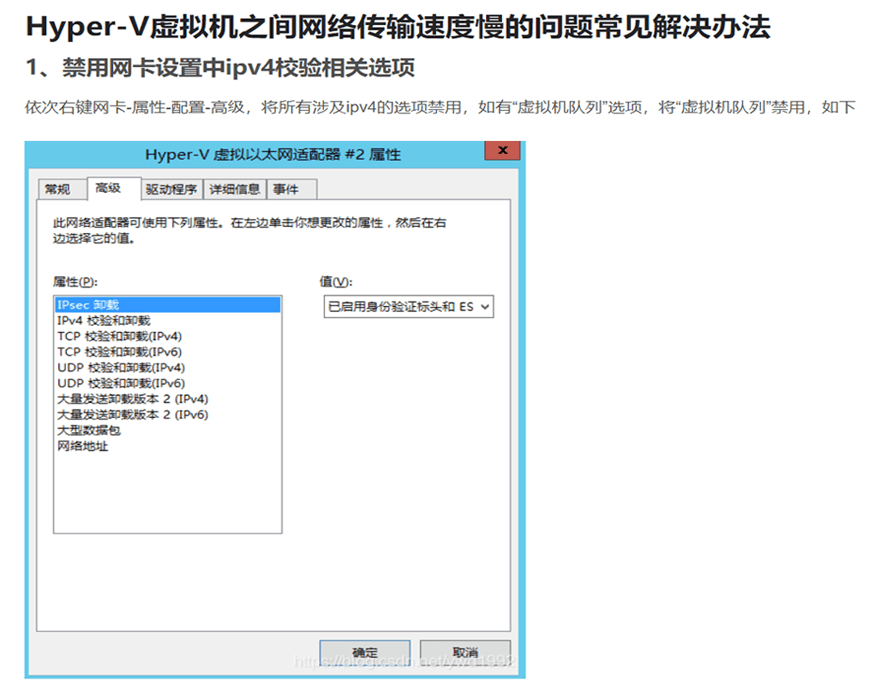 Hyper-V虚拟机之间网络传输速度慢的问题常见解决办法
1、禁用网卡设置中ipv4校验相关选项
依次右键网卡-属性-配置-高级，将所有涉及ipv4的选项禁用，如有“虚拟机队列”选项，将“虚拟机队列”禁用，如下
Hyper-V 虚拟以太网适配器 #2 属性
x
常规 高级 驱动程序 详细信息 事件
此网络适配器可使用下列属性。在左边单击你想更改的属性，然后在右
边选择它的值。
属性(P): 值(V):
IPsec 卸载 已启用身份验证标头和 ES
IPv4 校验和卸载
TCP 校验和卸载(IPv4)
TCP 校验和卸载(IPv6)
UDP 校验和卸载(IPv4)
UDP 校验和卸载(IPv6)
大量发送卸载版本 2 (IPv4)
大量发送卸载版本 2 (IPv6)
大型数据包
网络地址
确定 取消
https://blog.csdn.net/ywd1992